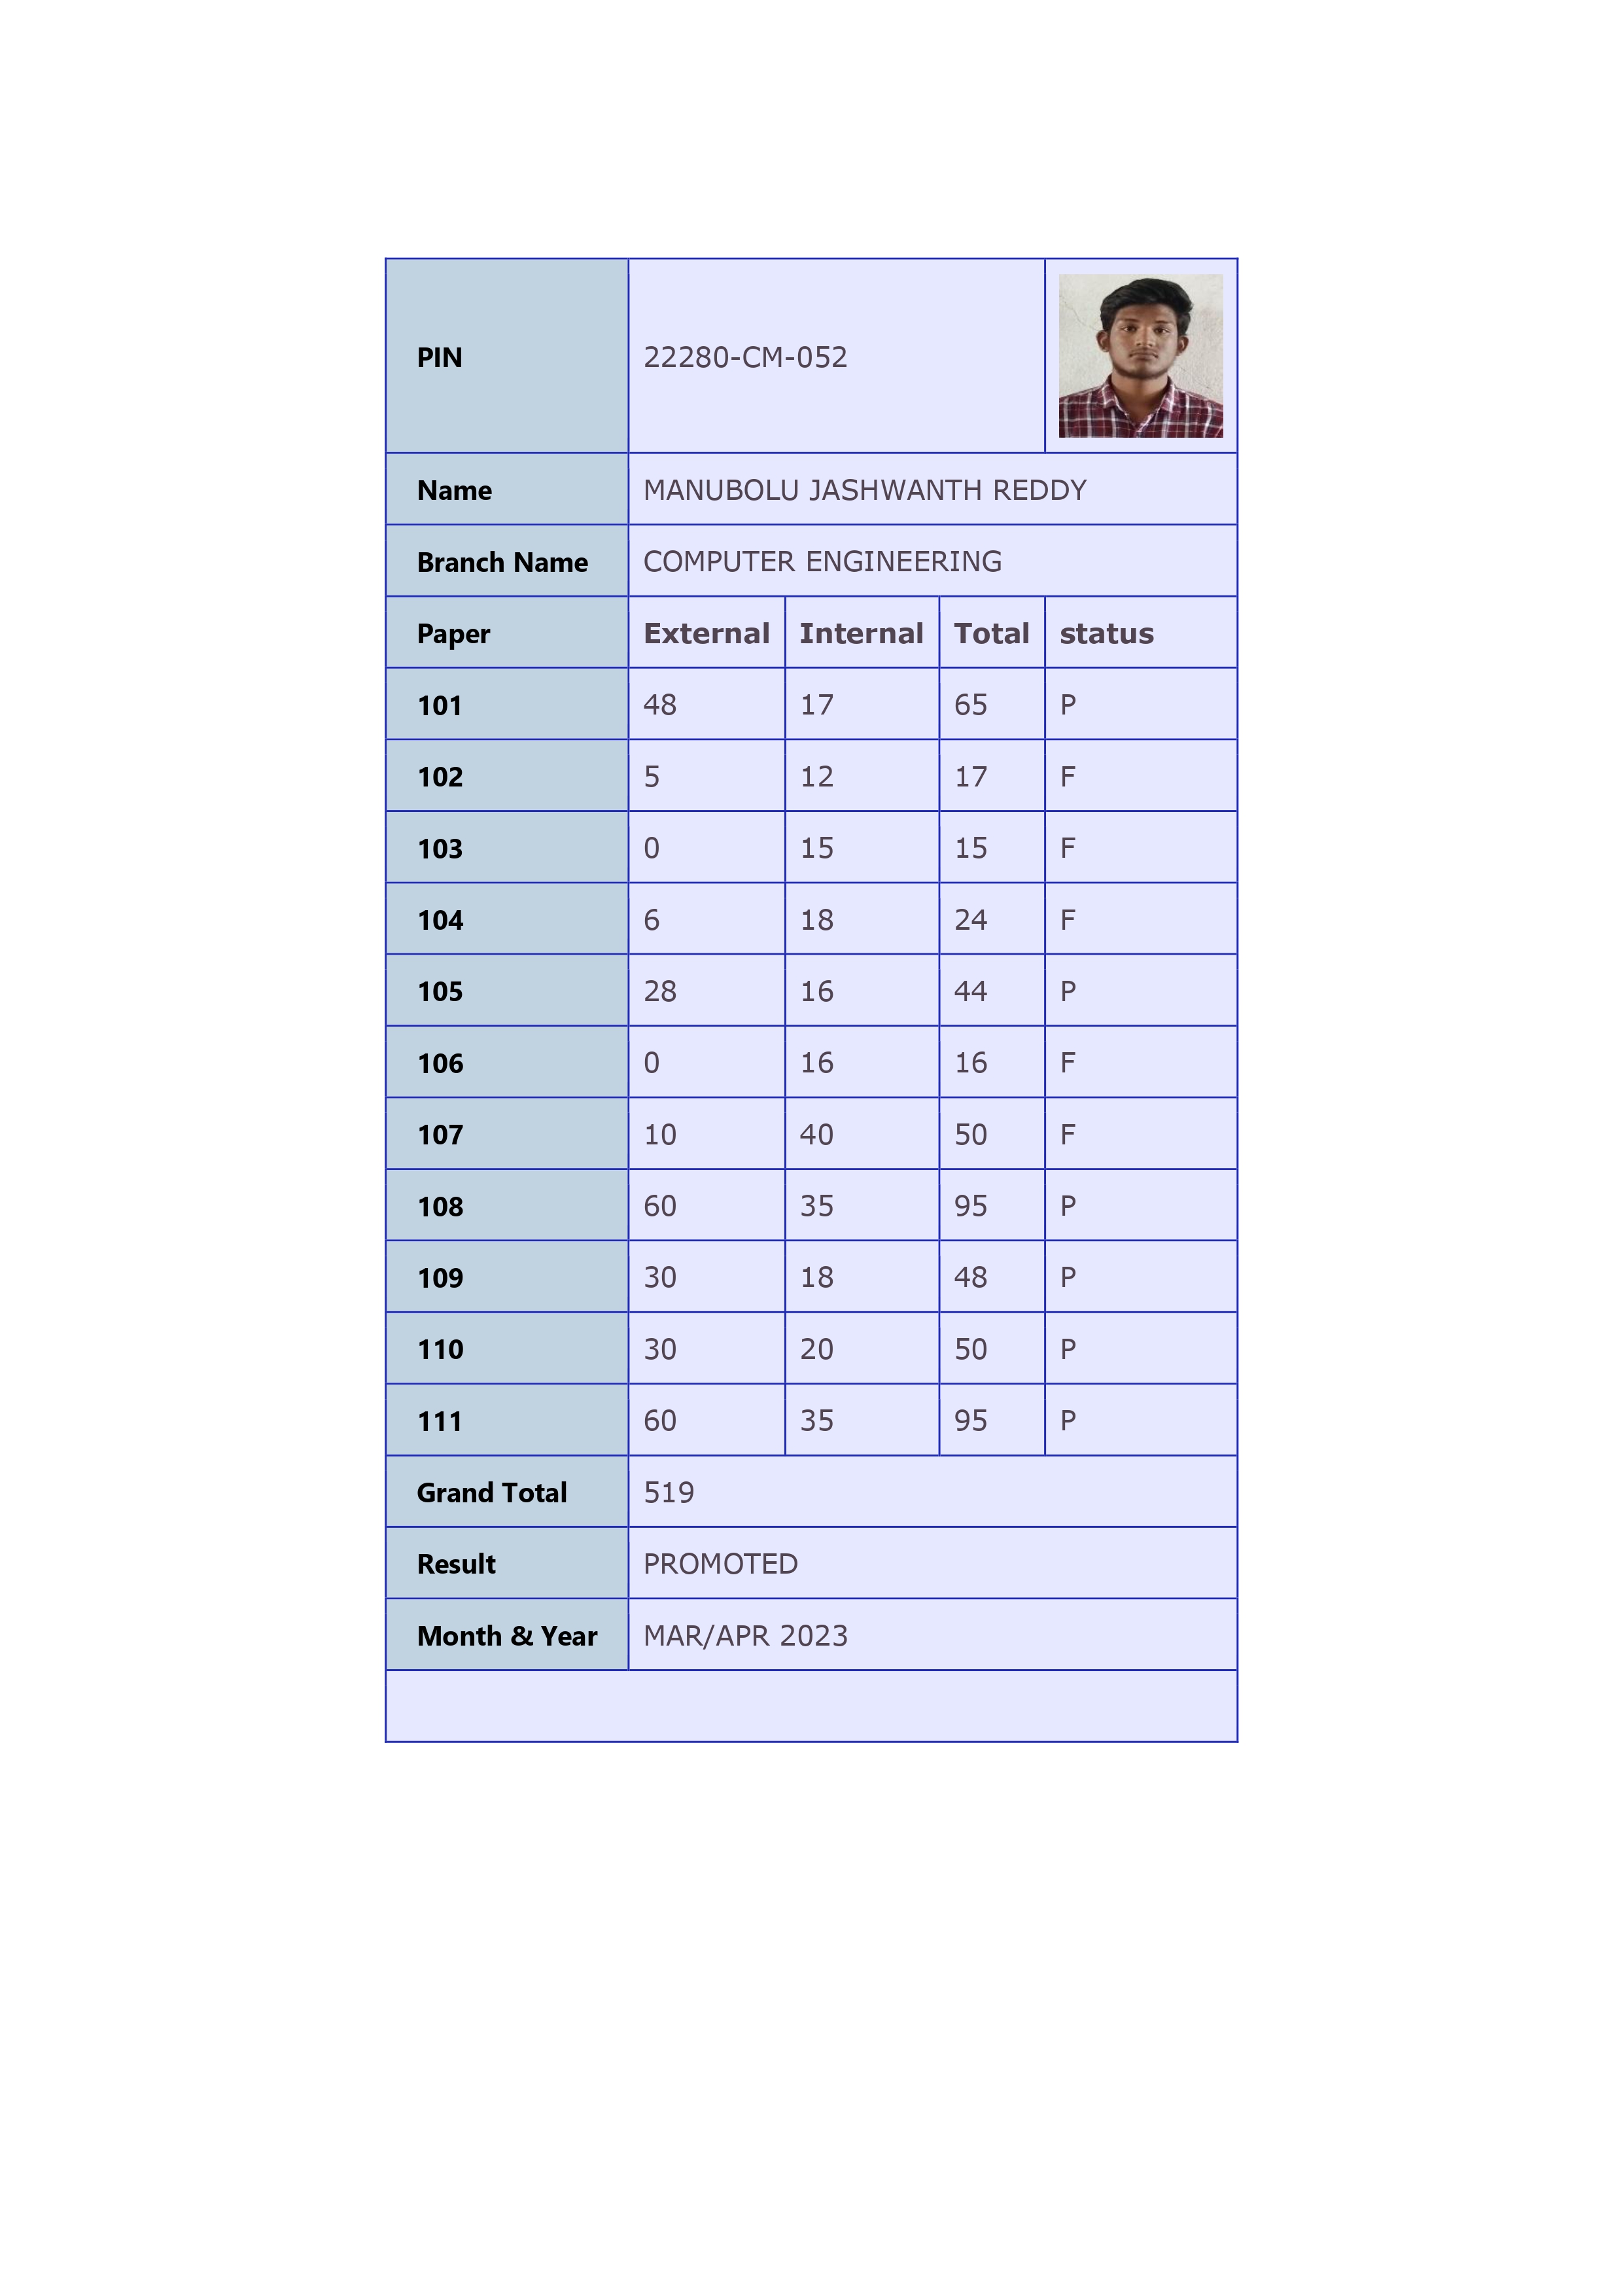 PIN 22280-CM-052
Name MANUBOLU JASHWANTH REDDY
Branch Name COMPUTER ENGINEERING
Paper External Internal Total status
101 48 17 65 P
102 5 12 17 F
103 0 15 15 F
104 6 18 24 F
105 28 16 44 P
106 0 16 16 F
107 10 40 50 F
108 60 35 95 P
109 30 18 48 P
110 30 20 50 P
111 60 35 95 P
Grand Total 519
Result PROMOTED
Month & Year MAR/APR 2023